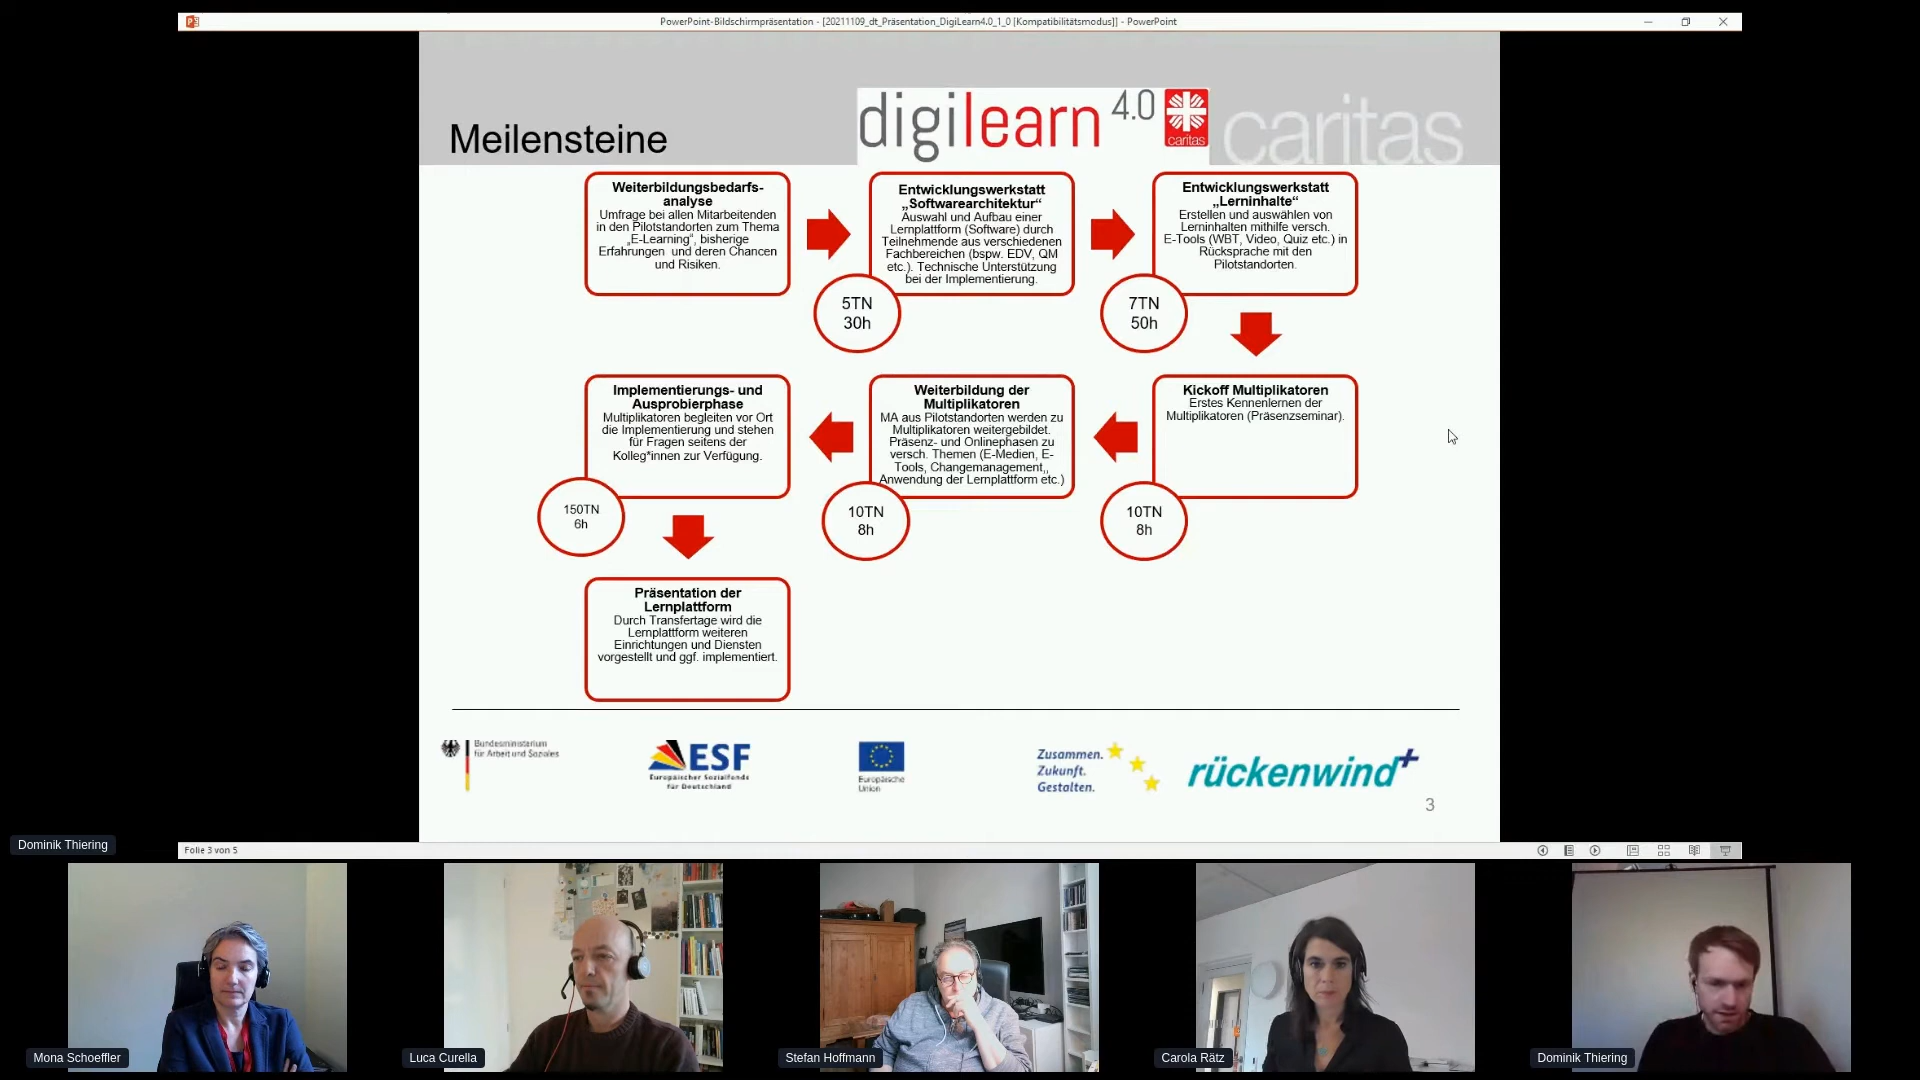 PowerPoint-Bildschirmpräsentation - [20211109_dt_Präsentation_DigiLearn4.0_1_0 [Kompatibilitätsmodus]] - PowerPoint
Meilensteine
digilearn 4.0
caritas
caritas
Weiterbildungsbedarfs-
analyse
Umfrage bei allen Mitarbeitenden
in den Pilotstandorten zum Thema
„E-Learning“, bisherige
Erfahrungen und deren Chancen
und Risiken.
Entwicklungswerkstatt
„Softwarearchitektur“
Auswahl und Aufbau einer
Lernplattform (Software) durch
Teilnehmende aus verschiedenen
Fachbereichen (bspw. EDV, QM
etc.). Technische Unterstützung
bei der Implementierung.
5TN
30h
Entwicklungswerkstatt
„Lerninhalte“
Erstellen und auswählen von
Lerninhalten mithilfe versch.
E-Tools (WBT, Video, Quiz etc.) in
Rücksprache mit den
Pilotstandorten.
7TN
50h
Implementierungs- und
Ausprobierphase
Multiplikatoren begleiten vor Ort
die Implementierung und stehen
für Fragen seitens der
Kolleg*innen zur Verfügung.
150TN
6h
Weiterbildung der
Multiplikatoren
MA aus Pilotstandorten werden zu
Multiplikatoren weitergebildet.
Präsenz- und Onlinephasen zu
versch. Themen (E-Medien, E-
Tools, Changemanagement,,
Anwendung der Lernplattform etc.)
10TN
8h
Kickoff Multiplikatoren
Erstes Kennenlernen der
Multiplikatoren (Präsenzseminar).
10TN
8h
Präsentation der
Lernplattform
Durch Transfertage wird die
Lernplattform weiteren
Einrichtungen und Diensten
vorgestellt und ggf. implementiert.
Bundesministerium
für Arbeit und Soziales
ESF
Europäischer Sozialfonds
für Deutschland
Europäische
Union
Zusammen.
Zukunft.
Gestalten.
rückenwind+
3
Dominik Thiering
Folie 3 von 5
Mona Schoeffler
Luca Curella
Stefan Hoffmann
Carola Rätz
Dominik Thiering